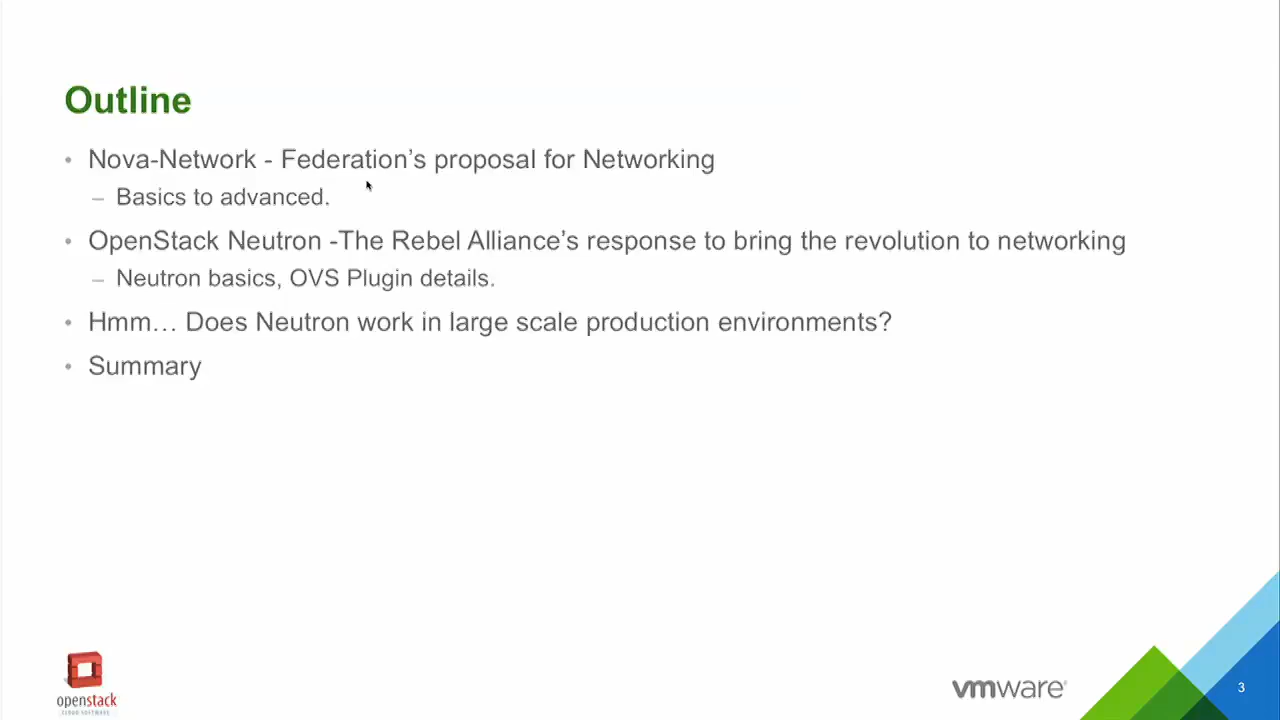 Outline
• Nova-Network - Federation’s proposal for Networking
– Basics to advanced.
• OpenStack Neutron -The Rebel Alliance’s response to bring the revolution to networking
– Neutron basics, OVS Plugin details.
• Hmm… Does Neutron work in large scale production environments?
• Summary
openstack
CLOUD SOFTWARE
vmware®
3